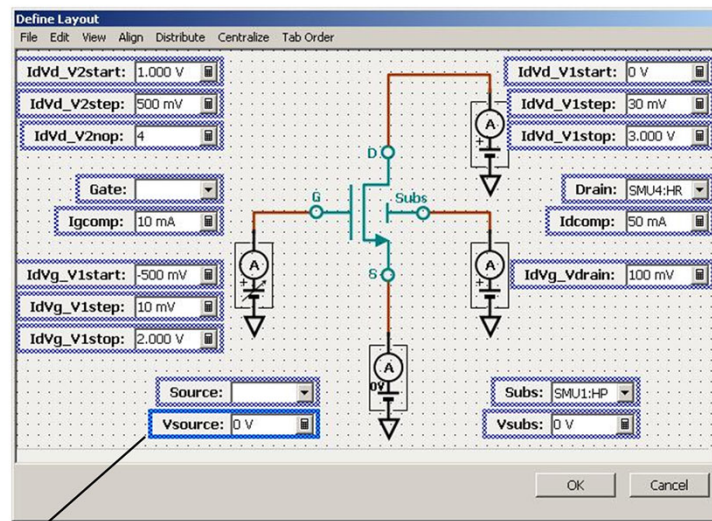 Define Layout
File Edit View Align Distribute Centralize Tab Order
IdVd_V2start: 1.000 V
IdVd_V2step: 500 mV
IdVd_V2nop: 4
IdVd_V1start: 0 V
IdVd_V1step: 30 mV
IdVd_V1stop: 3.000 V
A
+
D
Gate:
Igcomp: 10 mA
G
Subs
Drain: SMU4:HR
Idcomp: 50 mA
IdVg_V1start: -500 mV
IdVg_V1step: 10 mV
IdVg_V1stop: 2.000 V
A
+
S
A
+
IdVg_Vdrain: 100 mV
A
0V
Source:
Vsource: 0 V
Subs: SMU1:HP
Vsubs: 0 V
OK Cancel